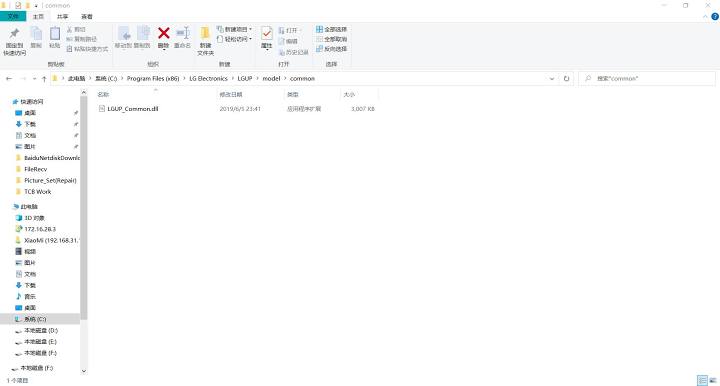 common
文件 主页 共享 查看
固定到快速访问
复制
粘贴
剪切
复制路径
粘贴快捷方式
移动到
复制到
删除
重命名
新建文件夹
新建项目
轻松访问
属性
打开
编辑
历史记录
全部选择
全部取消
反向选择
剪贴板 组织 新建 打开 选择
此电脑 > 系统 (C:) > Program Files (x86) > LG Electronics > LGUP > model > common
搜索"common"
名称 修改日期 类型 大小
LGUP_Common.dll 2019/6/5 23:41 应用程序扩展 3,007 KB
快速访问
桌面
下载
文档
图片
BaiduNetdiskDownlo
FileRecv
Picture_Set(Repair)
TCB Work
此电脑
3D 对象
172.16.28.3
XiaoMi (192.168.31.
视频
图片
文档
下载
音乐
桌面
系统 (C:)
本地磁盘 (D:)
本地磁盘 (E:)
本地磁盘 (F:)
本地磁盘 (F:)
1 个项目